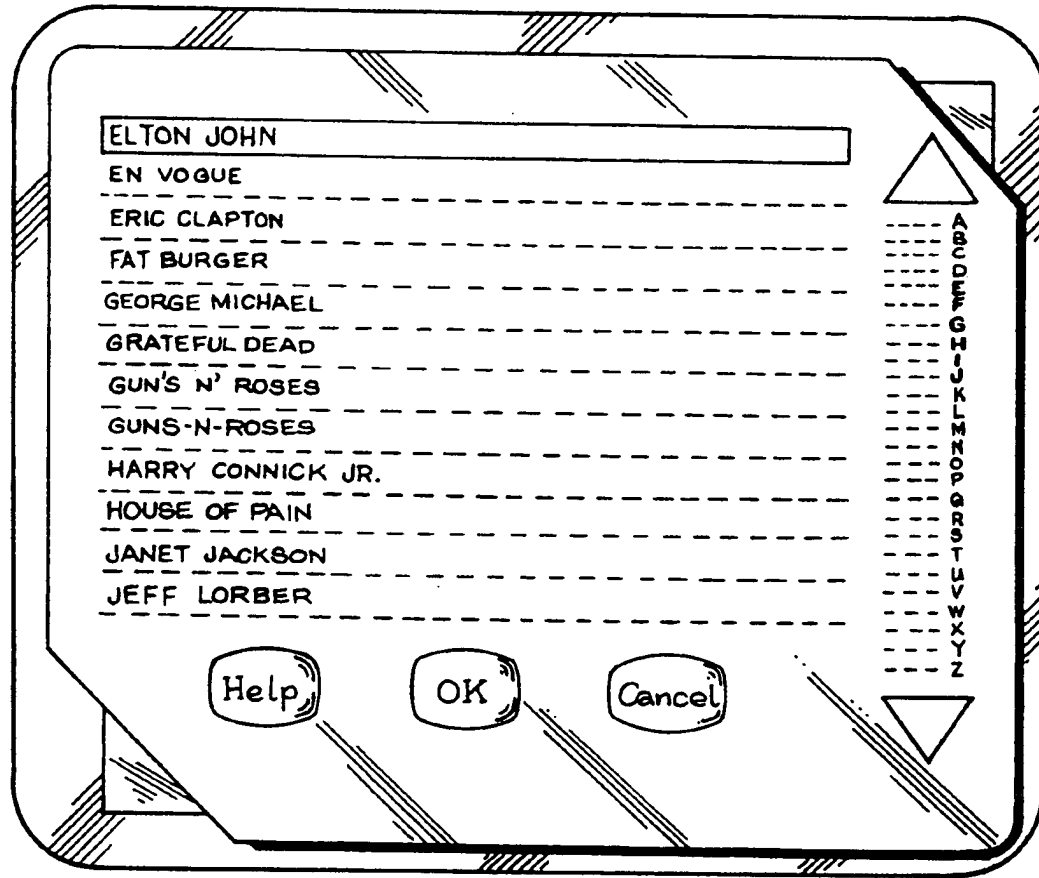 ELTON JOHN
EN VOGUE
ERIC CLAPTON
FAT BURGER
GEORGE MICHAEL
GRATEFUL DEAD
GUN'S N' ROSES
GUNS-N-ROSES
HARRY CONNICK JR.
HOUSE OF PAIN
JANET JACKSON
JEFF LORBER
A
B
C
D
E
F
G
H
I
J
K
L
M
N
O
P
Q
R
S
T
U
V
W
X
Y
Z
Help OK Cancel